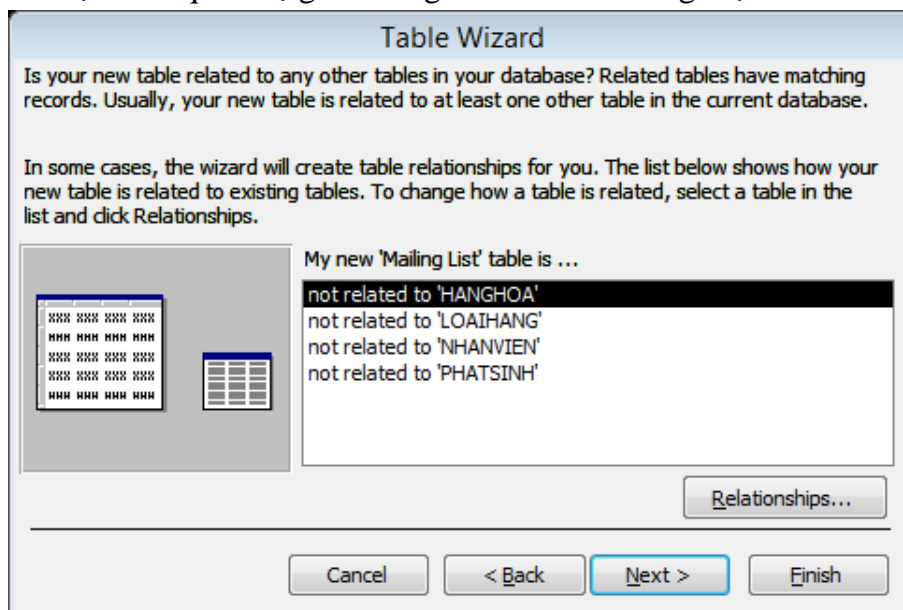 Table Wizard
Is your new table related to any other tables in your database? Related tables have matching
records. Usually, your new table is related to at least one other table in the current database.
In some cases, the wizard will create table relationships for you. The list below shows how your
new table is related to existing tables. To change how a table is related, select a table in the
list and click Relationships.
My new 'Mailing List' table is ...
not related to 'HANGHOA'
not related to 'LOAIHANG'
not related to 'NHANVIEN'
not related to 'PHATSINH'
Relationships...
Cancel
< Back
Next >
Finish